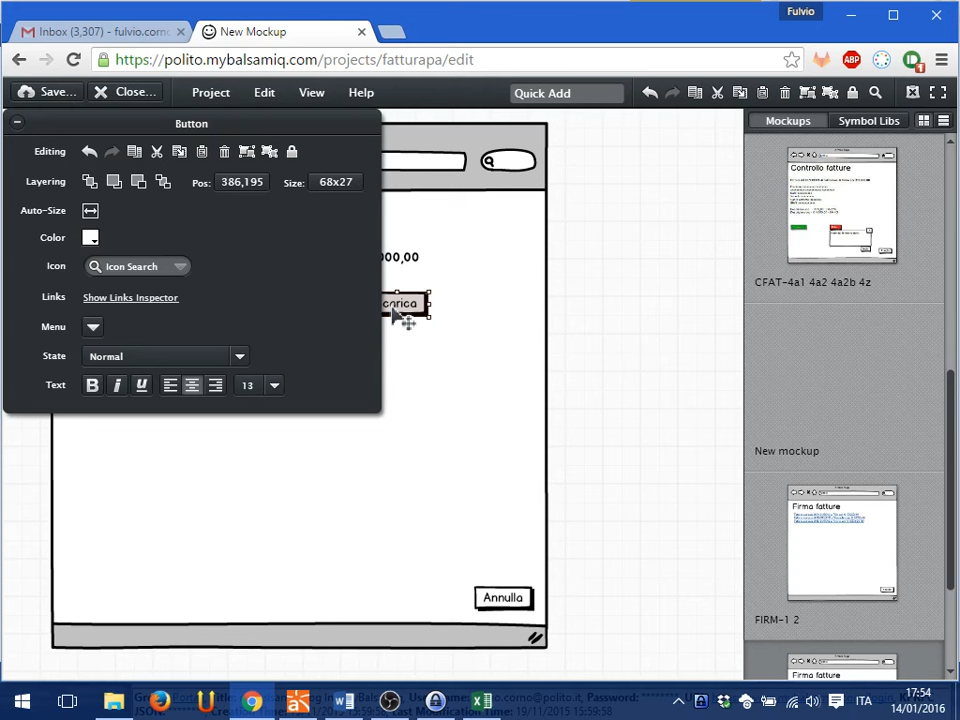 Fulvio
Inbox (3,307) - fulvio.corn
New Mockup
https://polito.mybalsamiq.com/projects/fatturapa/edit
ABP
1
Save...
Close...
Project
Edit
View
Help
Quick Add
Button
Mockups
Symbol Libs
Editing
Layering
Pos:
386,195
Size:
68x27
Auto-Size
Color
Icon
Icon Search
Links
Show Links Inspector
Menu
State
Normal
Text
B
i
U
13
000,00
carica
Annulla
Controllo fatture
CFAT-4a1 4a2 4a2b 4z
New mockup
Firma fatture
FIRM-1 2
Firma fatture
ITA
17:54
14/01/2016